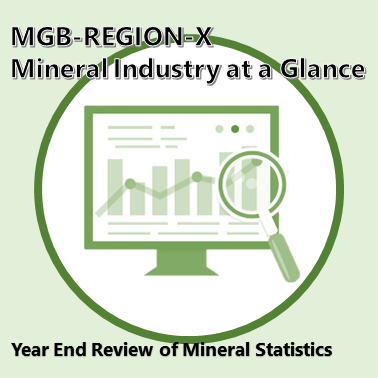 MGB-REGION-X
Mineral Industry at a Glance
Year End Review of Mineral Statistics